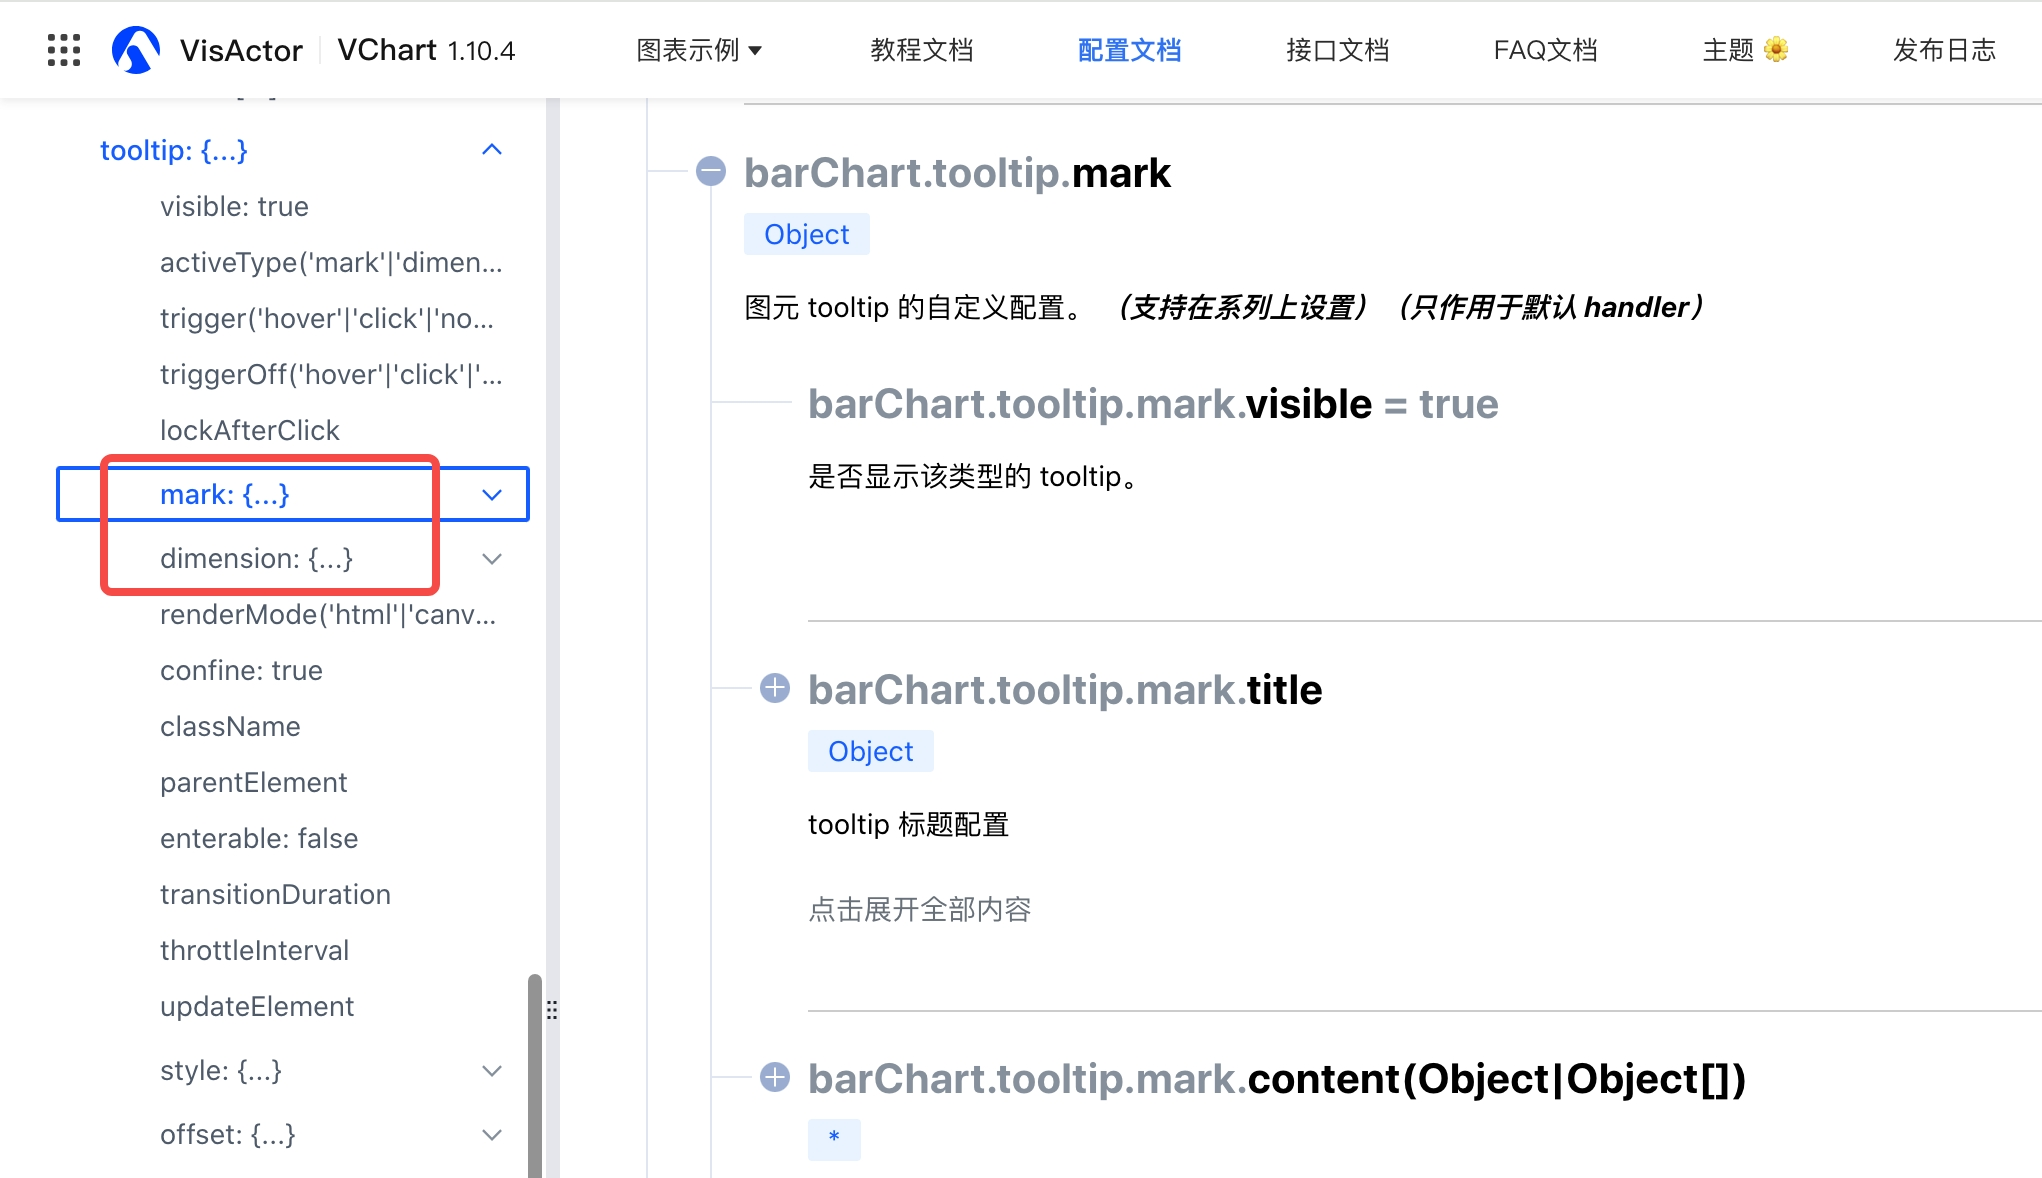 VisActor VChart 1.10.4 图表示例 教程文档 配置文档 接口文档 FAQ文档 主题 发布日志
tooltip: {...}
visible: true
activeType('mark'|'dimen...
trigger('hover'|'click'|'no...
triggerOff('hover'|'click'|'...
lockAfterClick
mark: {...}
dimension: {...}
renderMode('html'|'canv...
confine: true
className
parentElement
enterable: false
transitionDuration
throttleInterval
updateElement
style: {...}
offset: {...}
barChart.tooltip.mark
Object
图元 tooltip 的自定义配置。（支持在系列上设置）（只作用于默认 handler）
barChart.tooltip.mark.visible = true
是否显示该类型的 tooltip。
barChart.tooltip.mark.title
Object
tooltip 标题配置
点击展开全部内容
barChart.tooltip.mark.content(Object|Object[])
*